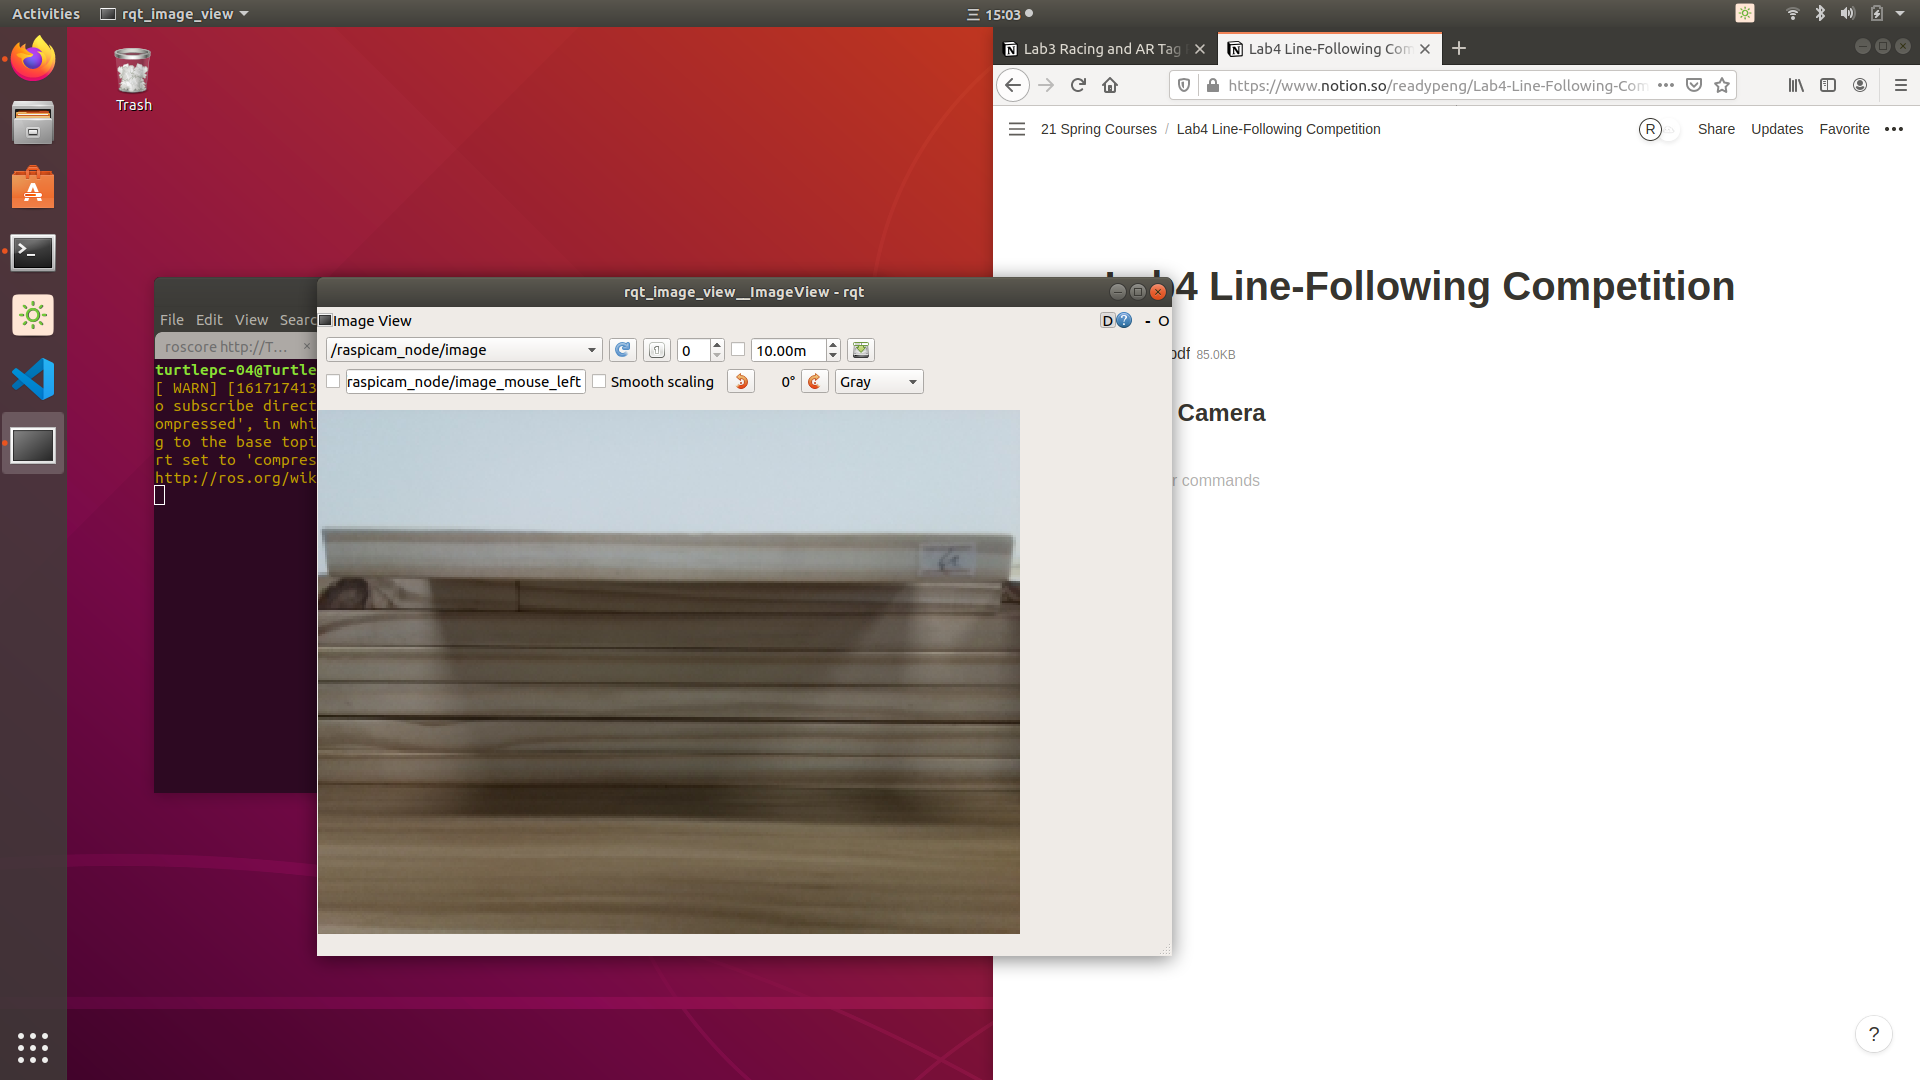 Activities
rqt_image_view
15:03
Trash
Lab3 Racing and AR Tag
Lab4 Line-Following Com
https://www.notion.so/readypeng/Lab4-Line-Following-Com
21 Spring Courses / Lab4 Line-Following Competition
R
Share
Updates
Favorite
4 Line-Following Competition
pdf 85.0KB
Camera
r commands
?
File Edit View Searc
roscore http://T...
turtlepc-04@Turtle
[ WARN] [161717413
o subscribe direct
ompressed', in whi
g to the base topi
rt set to 'compres
http://ros.org/wik
rqt_image_view__ImageView - rqt
Image View
D
?
- O
/raspicam_node/image
0
10.00m
raspicam_node/image_mouse_left
Smooth scaling
0°
Gray